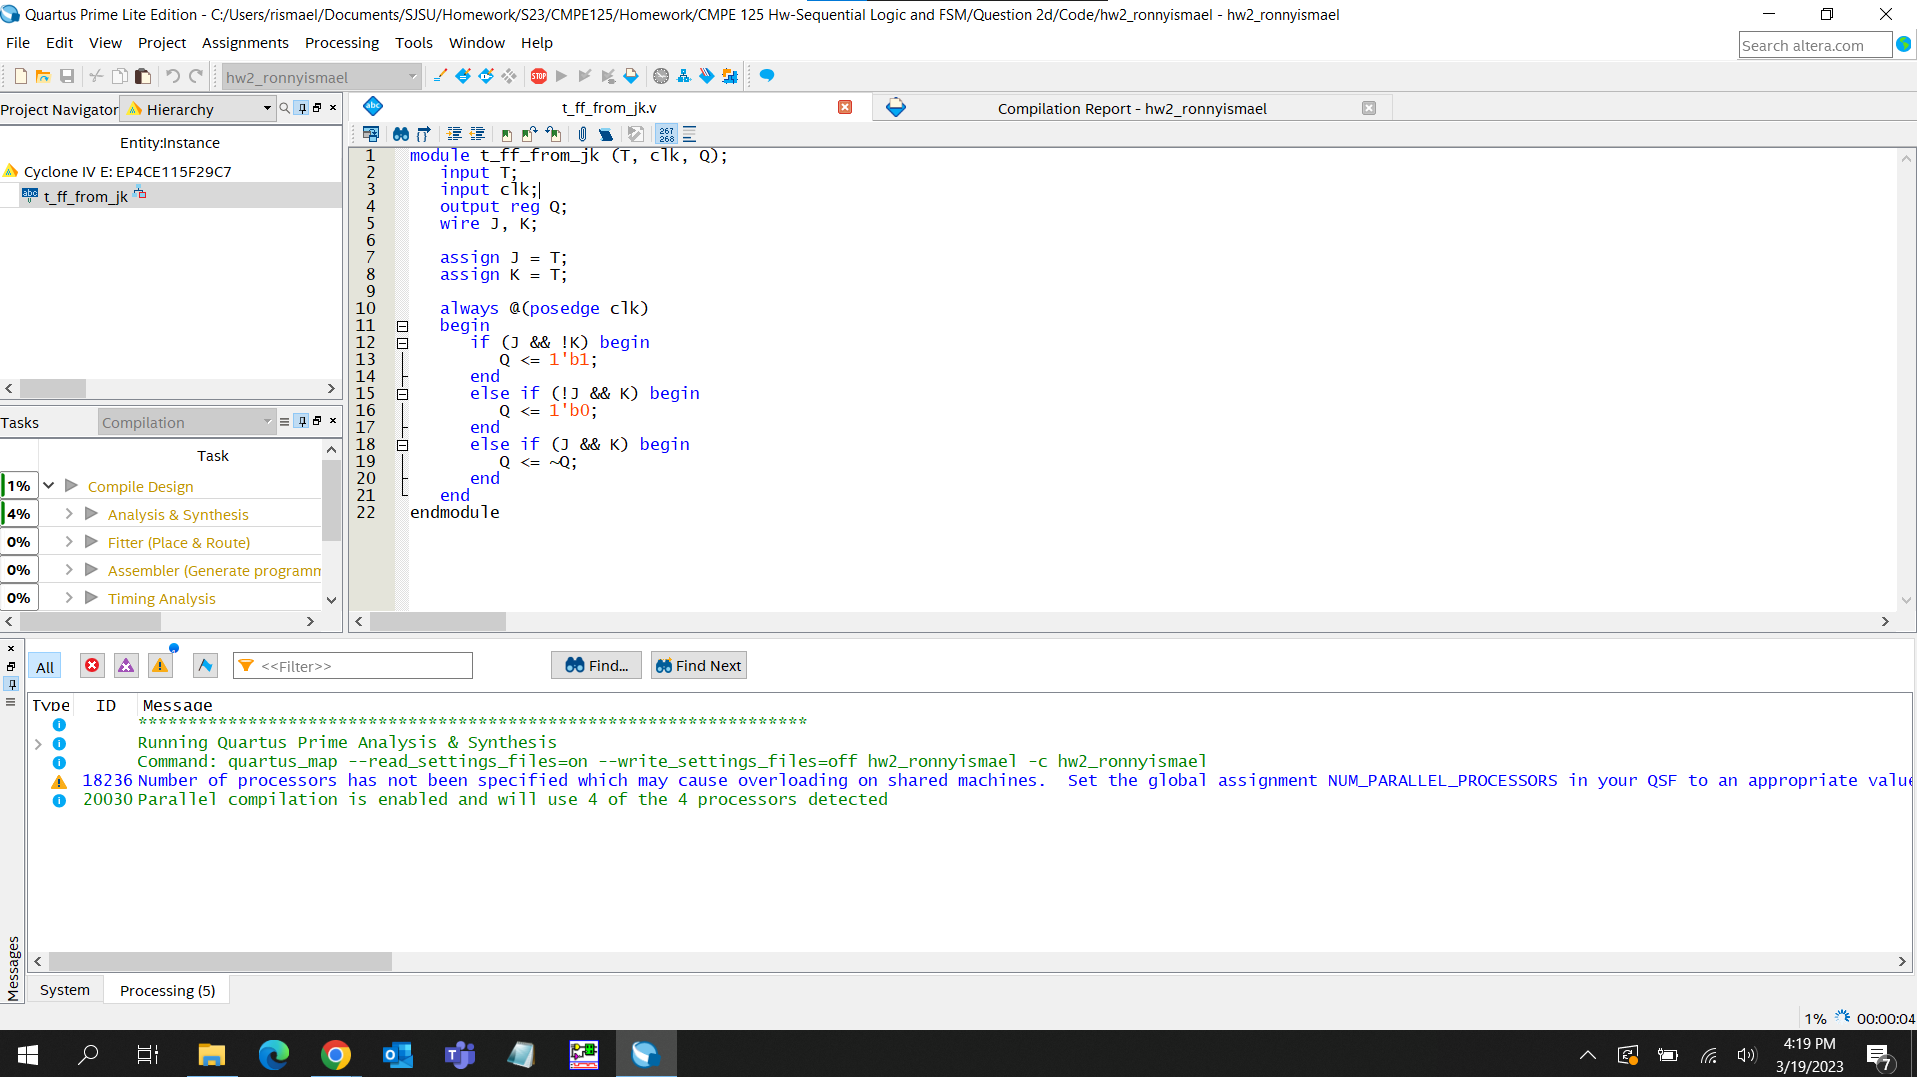 Quartus Prime Lite Edition - C:/Users/rismael/Documents/SJSU/Homework/S23/CMPE125/Homework/CMPE 125 Hw-Sequential Logic and FSM/Question 2d/Code/hw2_ronnyismael - hw2_ronnyismael
File Edit View Project Assignments Processing Tools Window Help
Search altera.com
hw2_ronnyismael
STOP
Project Navigator Hierarchy
Entity:Instance
Cyclone IV E: EP4CE115F29C7
abc t_ff_from_jk
Tasks Compilation
Task
1% Compile Design
4% Analysis & Synthesis
0% Fitter (Place & Route)
0% Assembler (Generate programm
0% Timing Analysis
abc t_ff_from_jk.v
Compilation Report - hw2_ronnyismael
267
268
1 module t_ff_from_jk (T, clk, Q);
2 input T;
3 input clk;
4 output reg Q;
5 wire J, K;
6
7 assign J = T;
8 assign K = T;
9
10 always @(posedge clk)
11 begin
12 if (J && !K) begin
13 Q <= 1'b1;
14 end
15 else if (!J && K) begin
16 Q <= 1'b0;
17 end
18 else if (J && K) begin
19 Q <= ~Q;
20 end
21 end
22 endmodule
All <<Filter>> Find... Find Next
Type ID Message
*******************************************************************
Running Quartus Prime Analysis & Synthesis
Command: quartus_map --read_settings_files=on --write_settings_files=off hw2_ronnyismael -c hw2_ronnyismael
18236 Number of processors has not been specified which may cause overloading on shared machines.  Set the global assignment NUM_PARALLEL_PROCESSORS in your QSF to an appropriate value
20030 Parallel compilation is enabled and will use 4 of the 4 processors detected
Messages
System Processing (5)
1% 00:00:04
4:19 PM
3/19/2023
7